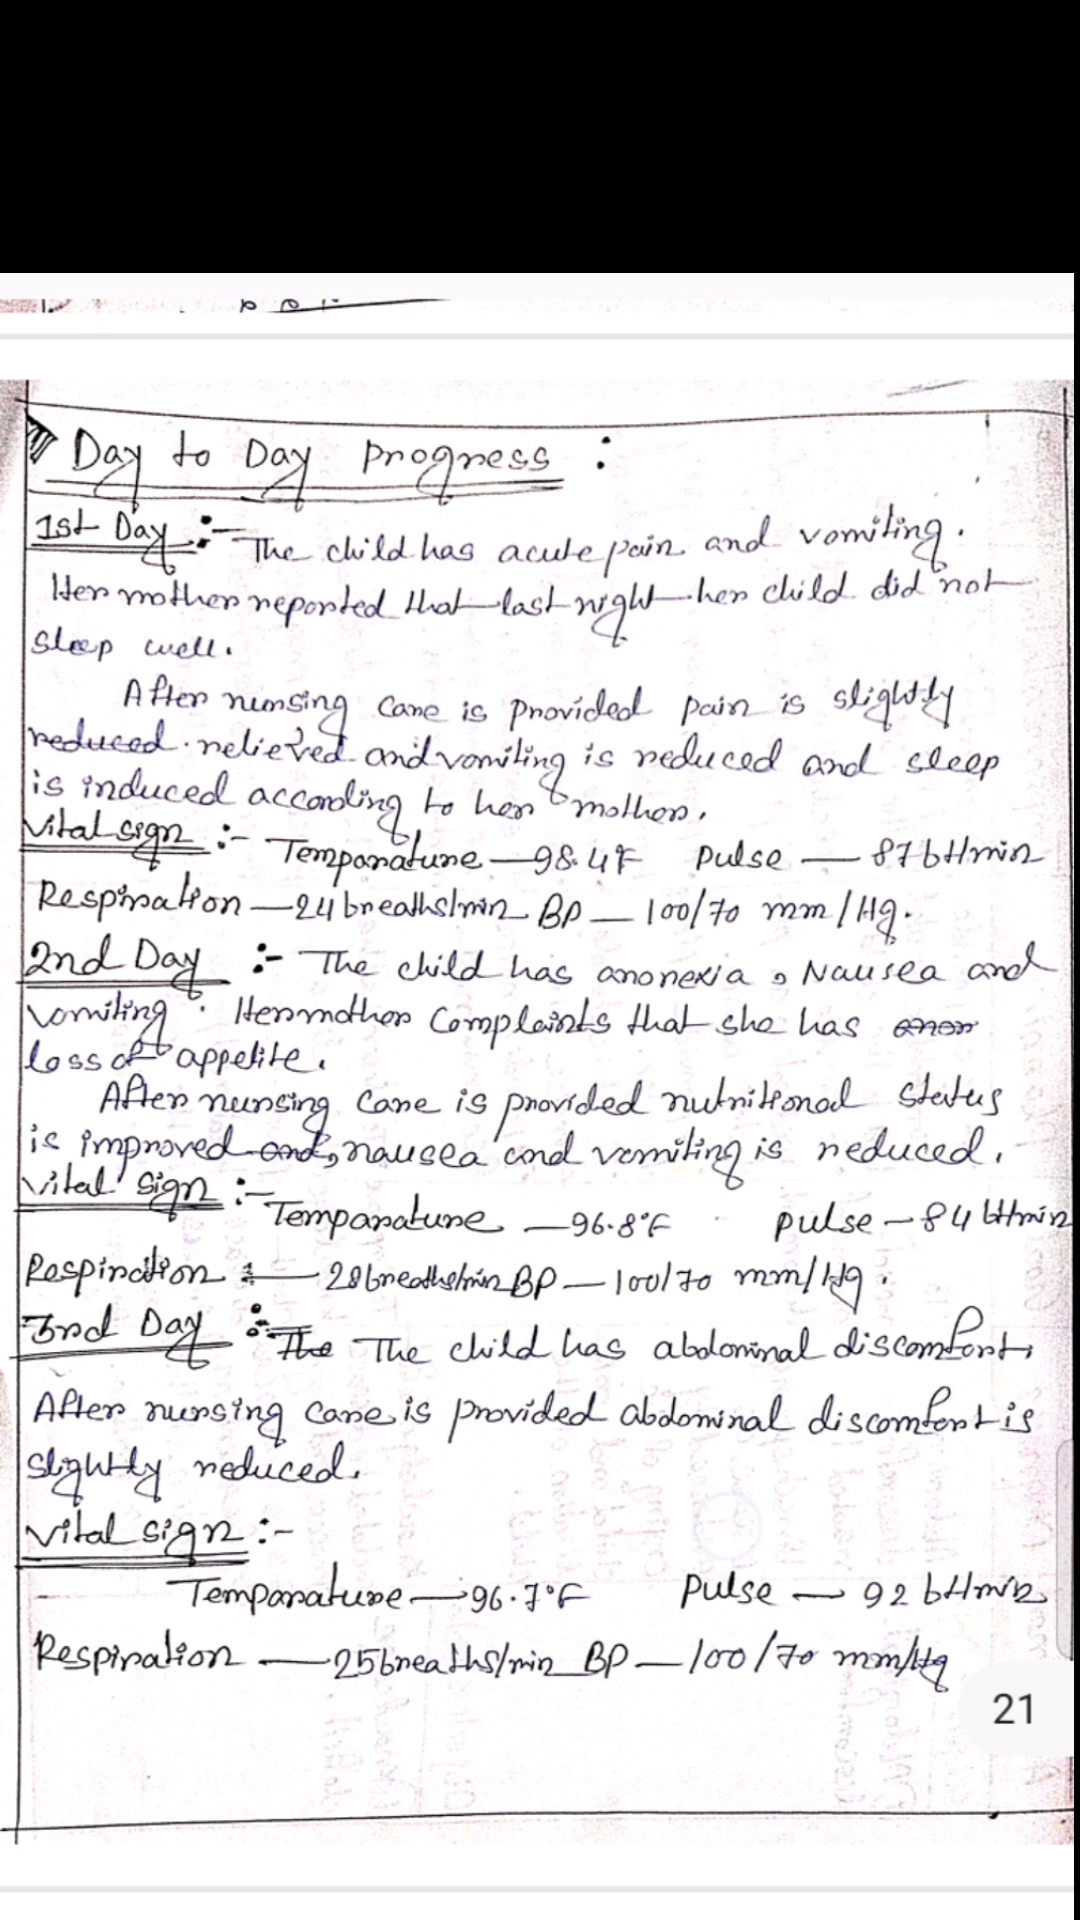 Day to Day Progress :
1st Day :- The child has acute pain and vomiting.
Her mother reported that last night her child did not
sleep well.
After nursing care is provided pain is slightly
reduced. relieved and vomiting is reduced and sleep
is induced according to her mother.
Vital sign :- Temparature — 98.4°F Pulse — 87 bt/min
Respiration — 24 breaths/min BP — 100/70 mm/Hg.
2nd Day :- The child has anorexia, Nausea and
vomiting. Her mother Complaints that she has
loss of appetite.
After nursing care is provided nutritional status
is improved and, nausea and vomiting is reduced.
Vital Sign :- Temparature — 96.8°F pulse — 84 bt/min
Respiration :— breaths/min BP — 100/70 mm/Hg.
3rd Day :- The The child has abdominal discomfort.
After nursing care is provided abdominal discomfort is
slightly reduced.
Vital sign :-
Temparature — 96.7°F Pulse — 92 bt/min
Respiration — 25 breaths/min BP — 100/70 mm/Hg
21